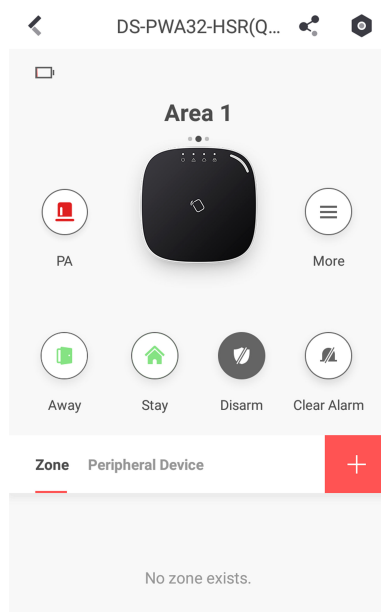 DS-PWA32-HSR(Q...
Area 1
PA
More
Away Stay Disarm Clear Alarm
Zone Peripheral Device
No zone exists.